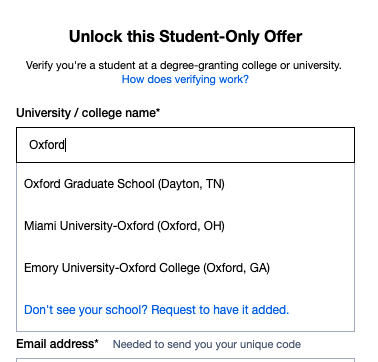 Unlock this Student-Only Offer
Verify you're a student at a degree-granting college or university.
How does verifying work?
University / college name*
Oxford
Oxford Graduate School (Dayton, TN)
Miami University-Oxford (Oxford, OH)
Emory University-Oxford College (Oxford, GA)
Don't see your school? Request to have it added.
Email address* Needed to send you your unique code